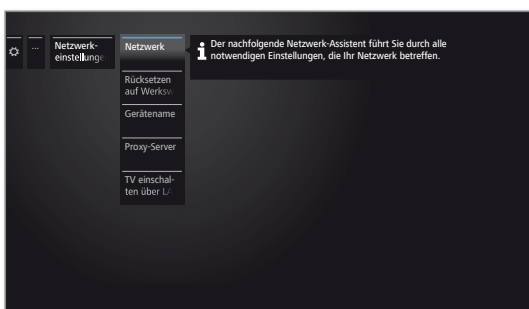 ...
Netzwerk-
einstellunge
Netzwerk
Der nachfolgende Netzwerk-Assistent führt Sie durch alle
notwendigen Einstellungen, die Ihr Netzwerk betreffen.
Rücksetzen
auf Werksw
Gerätename
Proxy-Server
TV einschal-
ten über LA